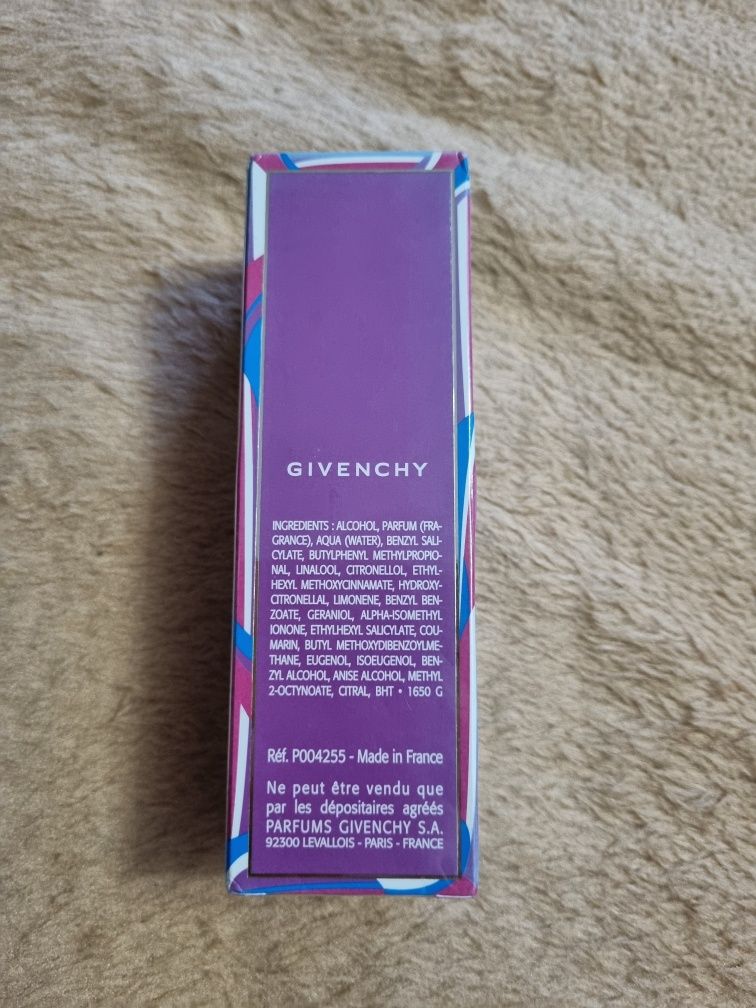 GIVENCHY
INGREDIENTS : ALCOHOL, PARFUM (FRA-
GRANCE), AQUA (WATER), BENZYL SALI-
CYLATE, BUTYLPHENYL METHYLPROPIO-
NAL, LINALOOL, CITRONELLOL, ETHYL-
HEXYL METHOXYCINNAMATE, HYDROXY-
CITRONELLAL, LIMONENE, BENZYL BEN-
ZOATE, GERANIOL, ALPHA-ISOMETHYL
IONONE, ETHYLHEXYL SALICYLATE, COU-
MARIN, BUTYL METHOXYDIBENZOYLME-
THANE, EUGENOL, ISOEUGENOL, BEN-
ZYL ALCOHOL, ANISE ALCOHOL, METHYL
2-OCTYNOATE, CITRAL, BHT • 1650 G
Réf. P004255 - Made in France
Ne peut être vendu que
par les dépositaires agréés
PARFUMS GIVENCHY S.A.
92300 LEVALLOIS - PARIS - FRANCE